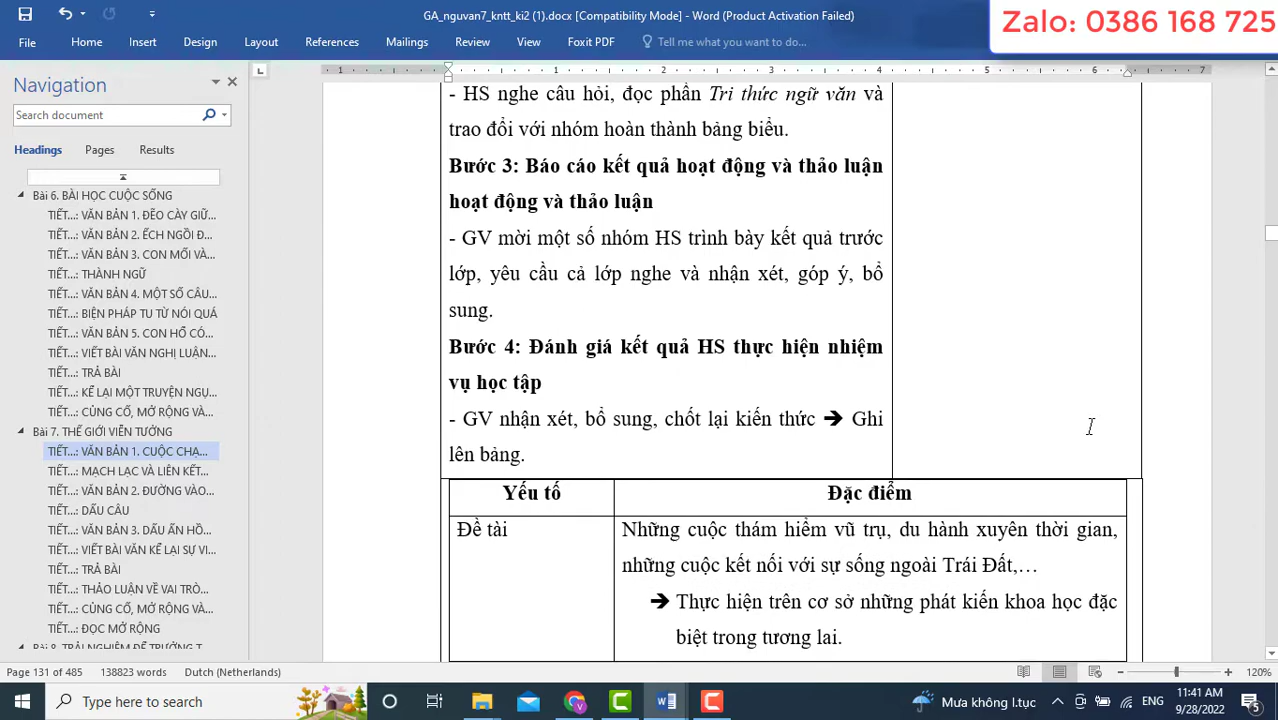 GA_nguvan7_kntt_ki2 (1).docx [Compatibility Mode] - Word (Product Activation Failed)
Zalo: 0386 168 725
File Home Insert Design Layout References Mailings Review View Foxit PDF Tell me what you want to do...
Navigation
Search document
Headings Pages Results
Bài 6. BÀI HỌC CUỘC SỐNG
TIẾT...: VĂN BẢN 1. ĐẼO CÀY GIỮ...
TIẾT...: VĂN BẢN 2. ẾCH NGỒI Đ...
TIẾT...: VĂN BẢN 3. CON MỐI VÀ...
TIẾT...: THÀNH NGỮ
TIẾT...: VĂN BẢN 4. MỘT SỐ CÂU...
TIẾT...: BIỆN PHÁP TU TỪ NÓI QUÁ
TIẾT...: VĂN BẢN 5. CON HỔ CÓ...
TIẾT...: VIẾT BÀI VĂN NGHỊ LUẬN...
TIẾT...: TRẢ BÀI
TIẾT...: KỂ LẠI MỘT TRUYỆN NGỤ...
TIẾT...: CỦNG CỐ, MỞ RỘNG VÀ...
Bài 7. THẾ GIỚI VIỄN TƯỞNG
TIẾT...: VĂN BẢN 1. CUỘC CHẠ...
TIẾT...: MẠCH LẠC VÀ LIÊN KẾT...
TIẾT...: VĂN BẢN 2. ĐƯỜNG VÀO...
TIẾT...: DẤU CÂU
TIẾT...: VĂN BẢN 3. DẤU ẤN HỒ...
TIẾT...: VIẾT BÀI VĂN KỂ LẠI SỰ VI...
TIẾT...: TRẢ BÀI
TIẾT...: THẢO LUẬN VỀ VAI TRÒ...
TIẾT...: CỦNG CỐ, MỞ RỘNG VÀ...
TIẾT...: ĐỌC MỞ RỘNG
Bài 8. TRẢI NGHIỆM ĐỂ TRƯỞNG T...
- HS nghe câu hỏi, đọc phần Tri thức ngữ văn và
trao đổi với nhóm hoàn thành bảng biểu.
Bước 3: Báo cáo kết quả hoạt động và thảo luận
hoạt động và thảo luận
- GV mời một số nhóm HS trình bày kết quả trước
lớp, yêu cầu cả lớp nghe và nhận xét, góp ý, bổ
sung.
Bước 4: Đánh giá kết quả HS thực hiện nhiệm
vụ học tập
- GV nhận xét, bổ sung, chốt lại kiến thức ➔ Ghi
lên bảng.
Yếu tố Đặc điểm
Đề tài Những cuộc thám hiểm vũ trụ, du hành xuyên thời gian,
những cuộc kết nối với sự sống ngoài Trái Đất,…
➔ Thực hiện trên cơ sở những phát kiến khoa học đặc
biệt trong tương lai.
Page 131 of 485 138823 words Dutch (Netherlands) 120%
Type here to search Mưa không l.tục ENG 11:41 AM
9/28/2022 5